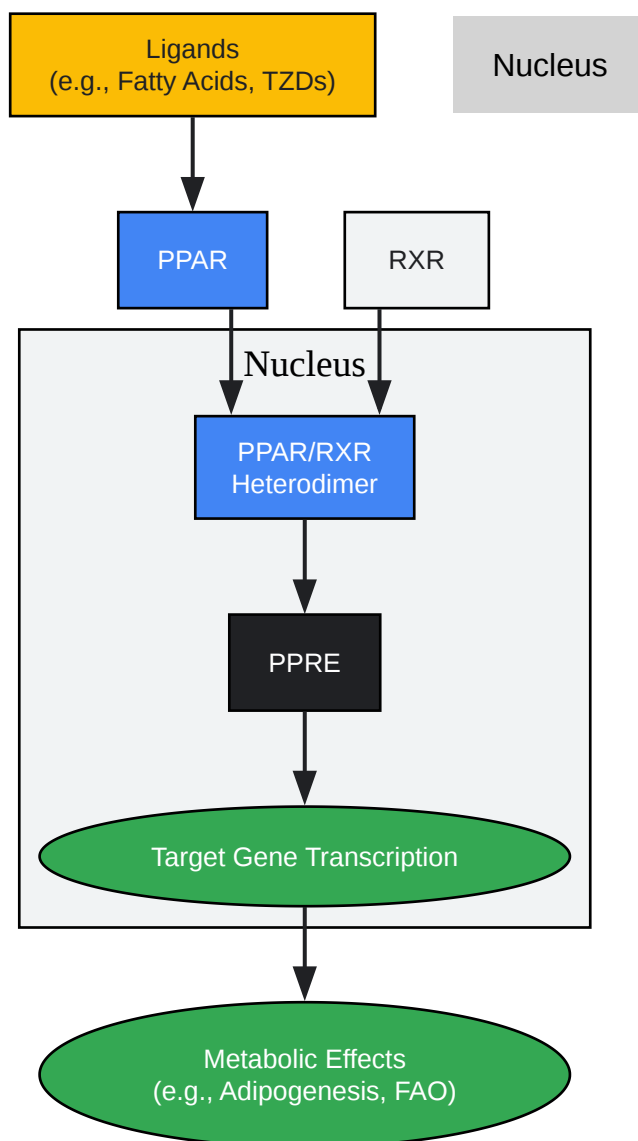 Ligands
(e.g., Fatty Acids, TZDs)
Nucleus
PPAR
RXR
Nucleus
PPAR/RXR
Heterodimer
PPRE
Target Gene Transcription
Metabolic Effects
(e.g., Adipogenesis, FAO)